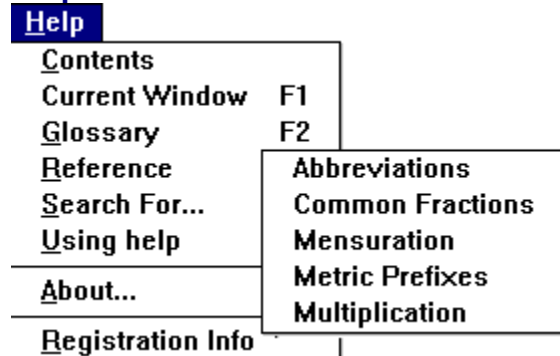 Help
Contents
Current Window F1
Glossary F2
Reference
Search For...
Using help
About...
Registration Info
Abbreviations
Common Fractions
Mensuration
Metric Prefixes
Multiplication